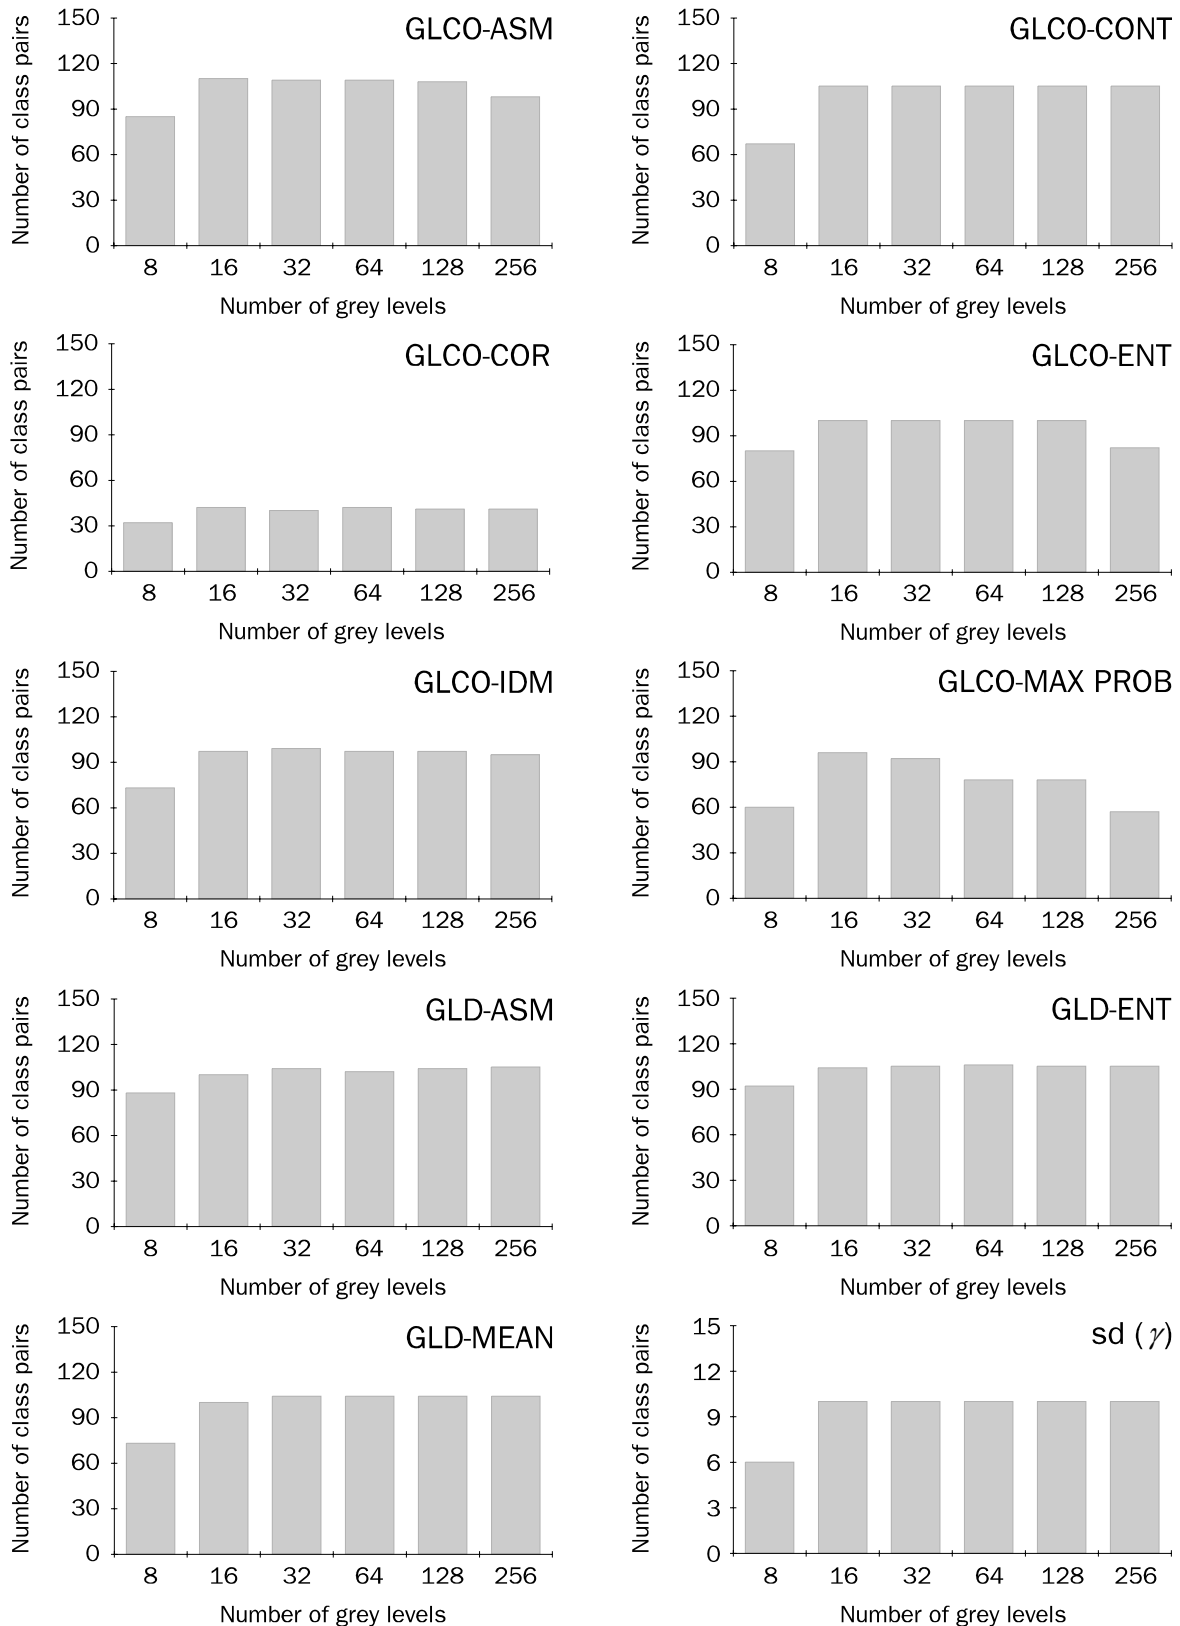 GLCO-ASM
Number of class pairs
150
120
90
60
30
0
8 16 32 64 128 256
Number of grey levels
GLCO-CONT
Number of class pairs
150
120
90
60
30
0
8 16 32 64 128 256
Number of grey levels
GLCO-COR
Number of class pairs
150
120
90
60
30
0
8 16 32 64 128 256
Number of grey levels
GLCO-ENT
Number of class pairs
150
120
90
60
30
0
8 16 32 64 128 256
Number of grey levels
GLCO-IDM
Number of class pairs
150
120
90
60
30
0
8 16 32 64 128 256
Number of grey levels
GLCO-MAX PROB
Number of class pairs
150
120
90
60
30
0
8 16 32 64 128 256
Number of grey levels
GLD-ASM
Number of class pairs
150
120
90
60
30
0
8 16 32 64 128 256
Number of grey levels
GLD-ENT
Number of class pairs
150
120
90
60
30
0
8 16 32 64 128 256
Number of grey levels
GLD-MEAN
Number of class pairs
150
120
90
60
30
0
8 16 32 64 128 256
Number of grey levels
sd (γ)
Number of class pairs
15
12
9
6
3
0
8 16 32 64 128 256
Number of grey levels